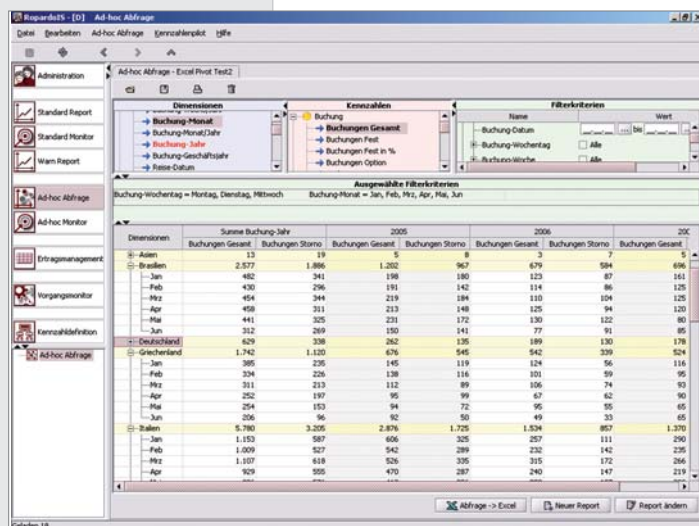 RopardoIS - [D] Ad-hoc Abfrage
Datei Bearbeiten Ad-hoc Abfrage Kennzahlenpilot Hilfe
Administration
Standard Report
Standard Monitor
Warn Report
Ad-hoc Abfrage
Ad-hoc Monitor
Ertragsmanagement
Vorgangsmonitor
Kennzahldefinition
Ad-hoc Abfrage
Ad-hoc Abfrage - Excel Pivot Test2
Dimensionen
Buchung-Monat
Buchung-Monat/Jahr
Buchung-Jahr
Buchung-Geschäftsjahr
Reise-Datum
Kennzahlen
Buchung
Buchungen Gesamt
Buchungen Fest
Buchungen Fest in %
Buchungen Option
Filterkriterien
Name Wert
Buchung-Datum __.__.__ ... bis __.__.__
Buchung-Wochentag Alle
Buchung-Woche Alle
Ausgewählte Filterkriterien
Buchung-Wochentag = Montag, Dienstag, Mittwoch Buchung-Monat = Jan, Feb, Mrz, Apr, Mai, Jun
Dimensionen Summe Buchung-Jahr 2005 2006 200
Buchungen Gesamt Buchungen Storno Buchungen Gesamt Buchungen Storno Buchungen Gesamt Buchungen Storno Buchungen Gesamt
Asien 13 19 5 8 3 7 5
Brasilien 2.577 1.886 1.202 967 679 584 696
Jan 482 341 198 180 123 87 161
Feb 430 296 191 142 114 86 125
Mrz 454 344 219 184 110 104 125
Apr 458 311 213 148 125 94 120
Mai 441 325 231 172 130 122 80
Jun 312 269 150 141 77 91 85
Deutschland 629 338 262 135 189 130 178
Griechenland 1.742 1.120 676 545 542 339 524
Jan 385 235 145 119 124 56 116
Feb 334 226 138 116 101 59 95
Mrz 311 213 112 89 106 74 93
Apr 252 197 95 99 67 62 90
Mai 254 153 94 72 95 55 65
Jun 206 96 92 50 49 33 65
Italien 5.780 3.205 2.876 1.725 1.534 857 1.370
Jan 1.153 587 606 325 257 111 290
Feb 1.009 527 542 289 232 142 235
Mrz 1.107 618 526 335 315 172 266
Apr 929 555 470 287 240 147 219
Abfrage -> Excel Neuer Report Report ändern